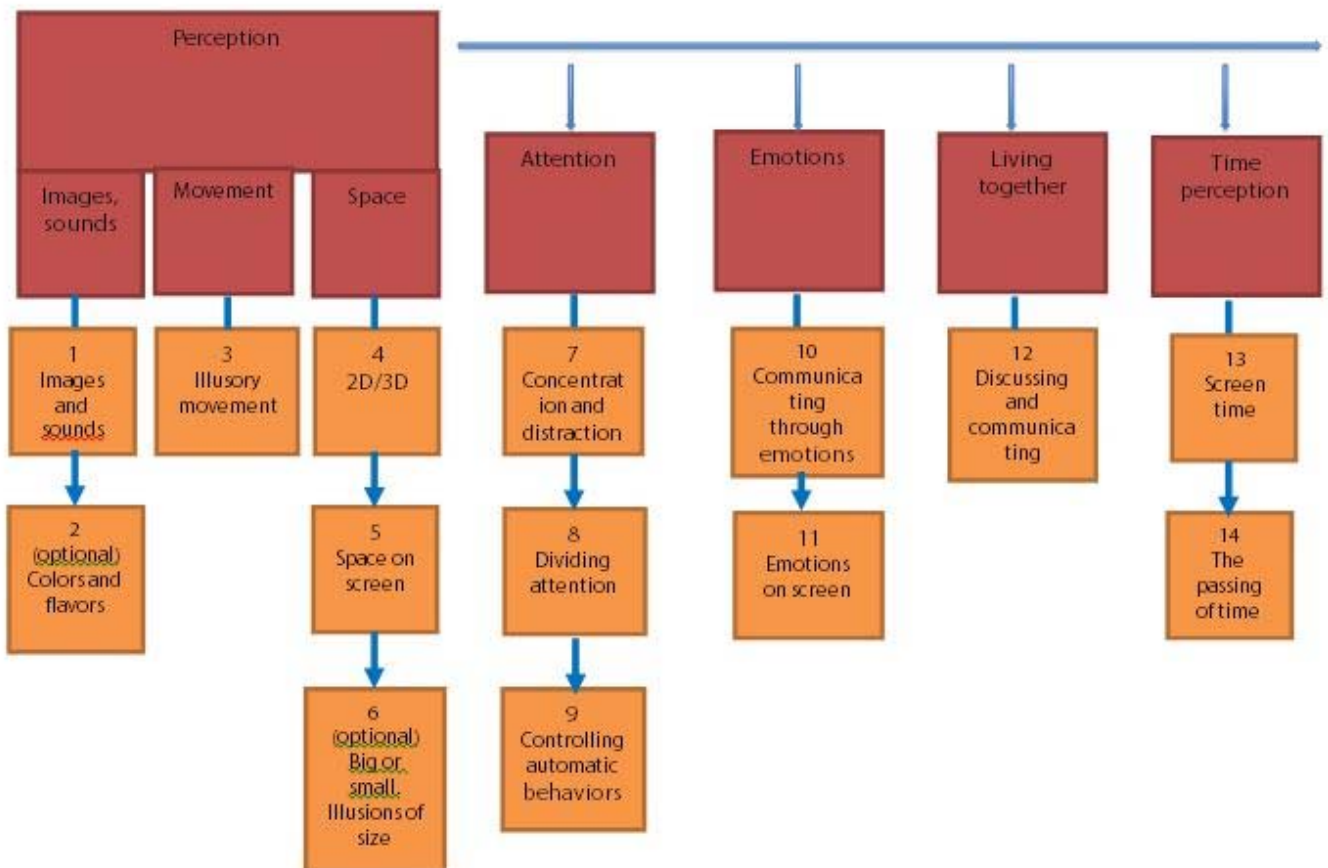 Perception
Images,
sounds
Movement
Space
Attention
Emotions
Living
together
Time
perception
1
Images
and
sounds
2
(optional)
Colors and
flavors
3
Illusory
movement
4
2D/3D
5
Space on
screen
6
(optional)
Big or
small.
Illusions of
size
7
Concentrat
ion and
distraction
8
Dividing
attention
9
Controlling
automatic
behaviors
10
Communica
ting
through
emotions
11
Emotions
on screen
12
Discussing
and
communica
ting
13
Screen
time
14
The
passing
of time